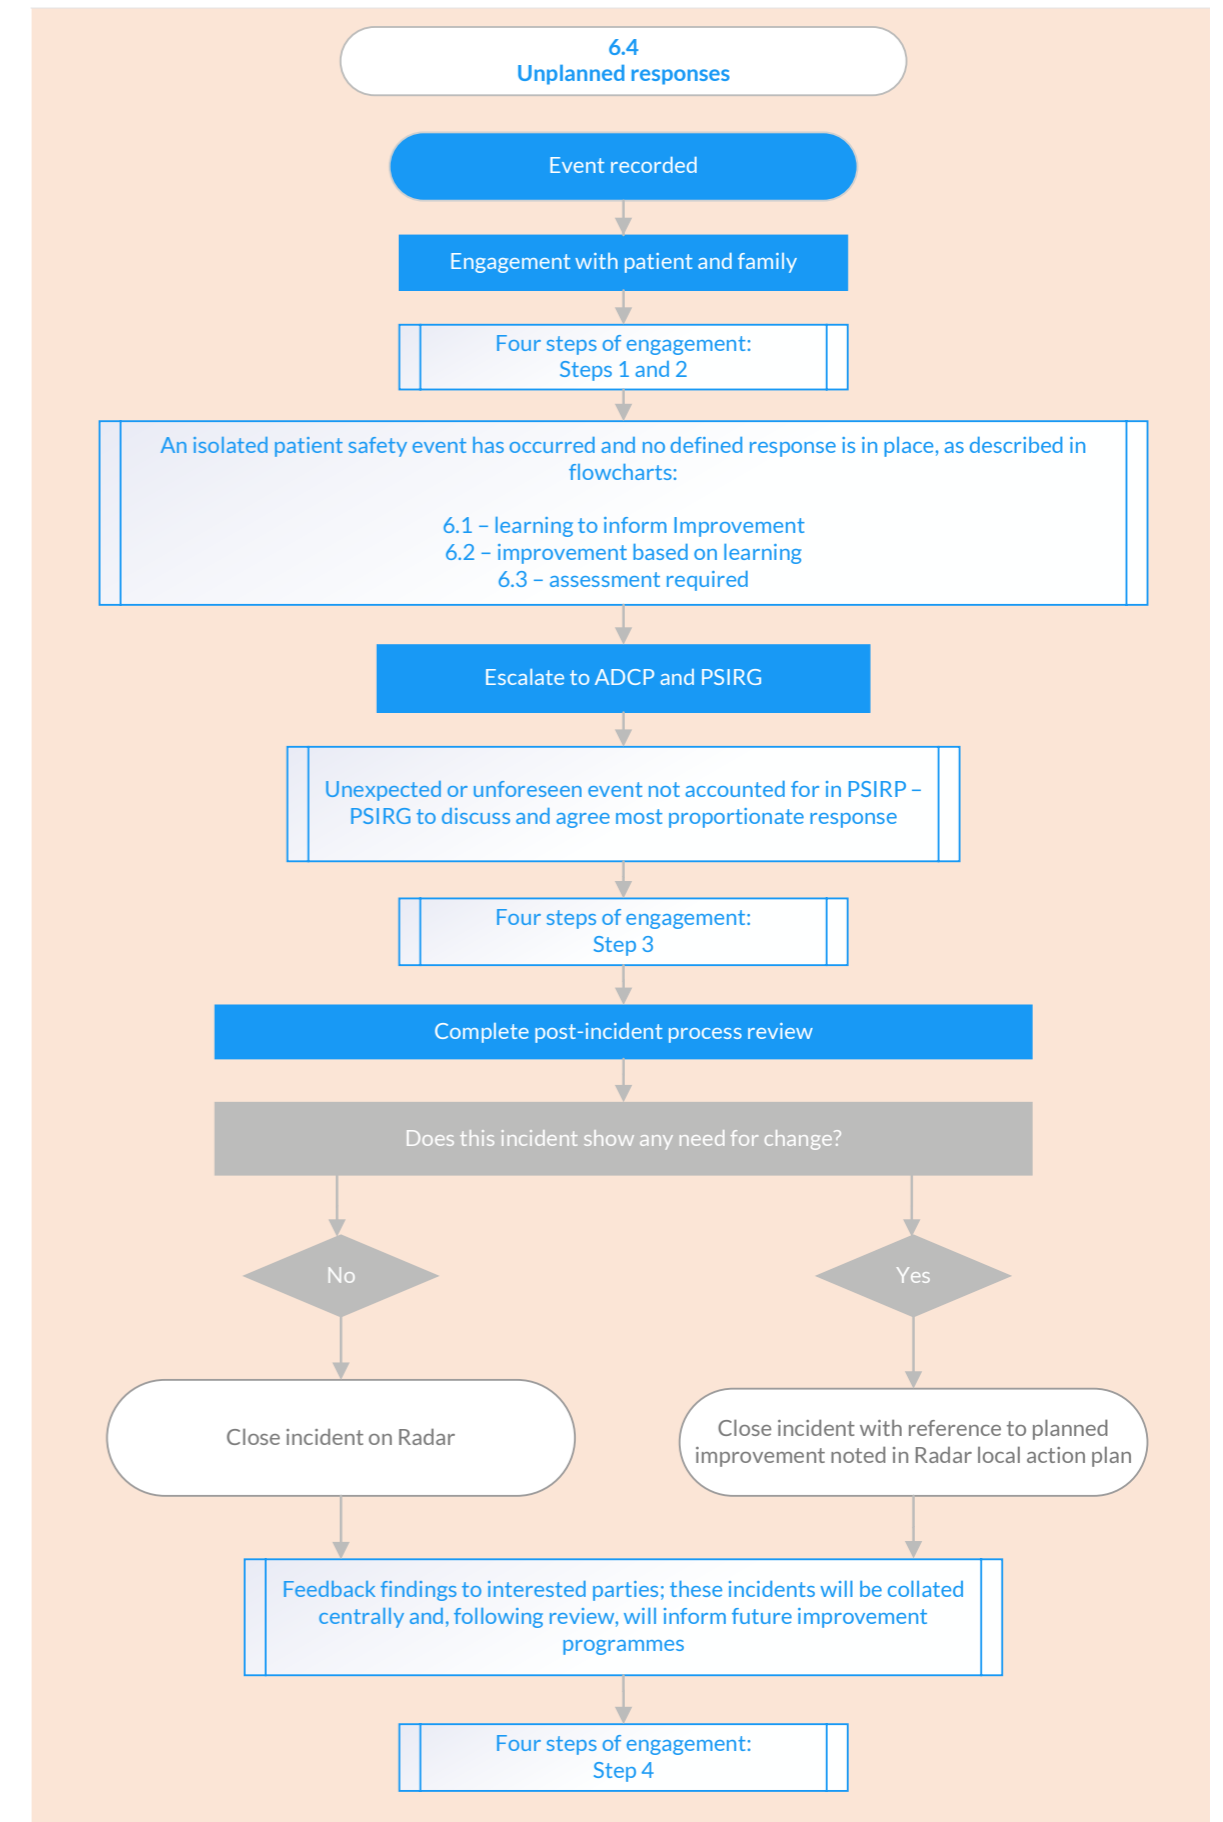 6.4
Unplanned responses
Event recorded
Engagement with patient and family
Four steps of engagement:
Steps 1 and 2
An isolated patient safety event has occurred and no defined response is in place, as described in
flowcharts:
6.1 – learning to inform Improvement
6.2 – improvement based on learning
6.3 – assessment required
Escalate to ADCP and PSIRG
Unexpected or unforeseen event not accounted for in PSIRP –
PSIRG to discuss and agree most proportionate response
Four steps of engagement:
Step 3
Complete post-incident process review
Does this incident show any need for change?
No
Yes
Close incident on Radar
Close incident with reference to planned
improvement noted in Radar local action plan
Feedback findings to interested parties; these incidents will be collated
centrally and, following review, will inform future improvement
programmes
Four steps of engagement:
Step 4